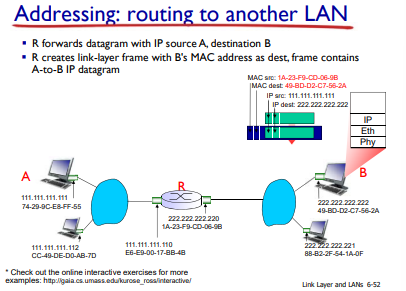 Addressing: routing to another LAN
▪ R forwards datagram with IP source A, destination B
▪ R creates link-layer frame with B's MAC address as dest, frame contains
A-to-B IP datagram
MAC src: 1A-23-F9-CD-06-9B
MAC dest: 49-BD-D2-C7-56-2A
IP src: 111.111.111.111
IP dest: 222.222.222.222
IP
Eth
Phy
A
R
B
111.111.111.111
74-29-9C-E8-FF-55
222.222.222.222
49-BD-D2-C7-56-2A
222.222.222.220
1A-23-F9-CD-06-9B
111.111.111.112
CC-49-DE-D0-AB-7D
111.111.111.110
E6-E9-00-17-BB-4B
222.222.222.221
88-B2-2F-54-1A-0F
* Check out the online interactive exercises for more
examples: http://gaia.cs.umass.edu/kurose_ross/interactive/
Link Layer and LANs 6-52